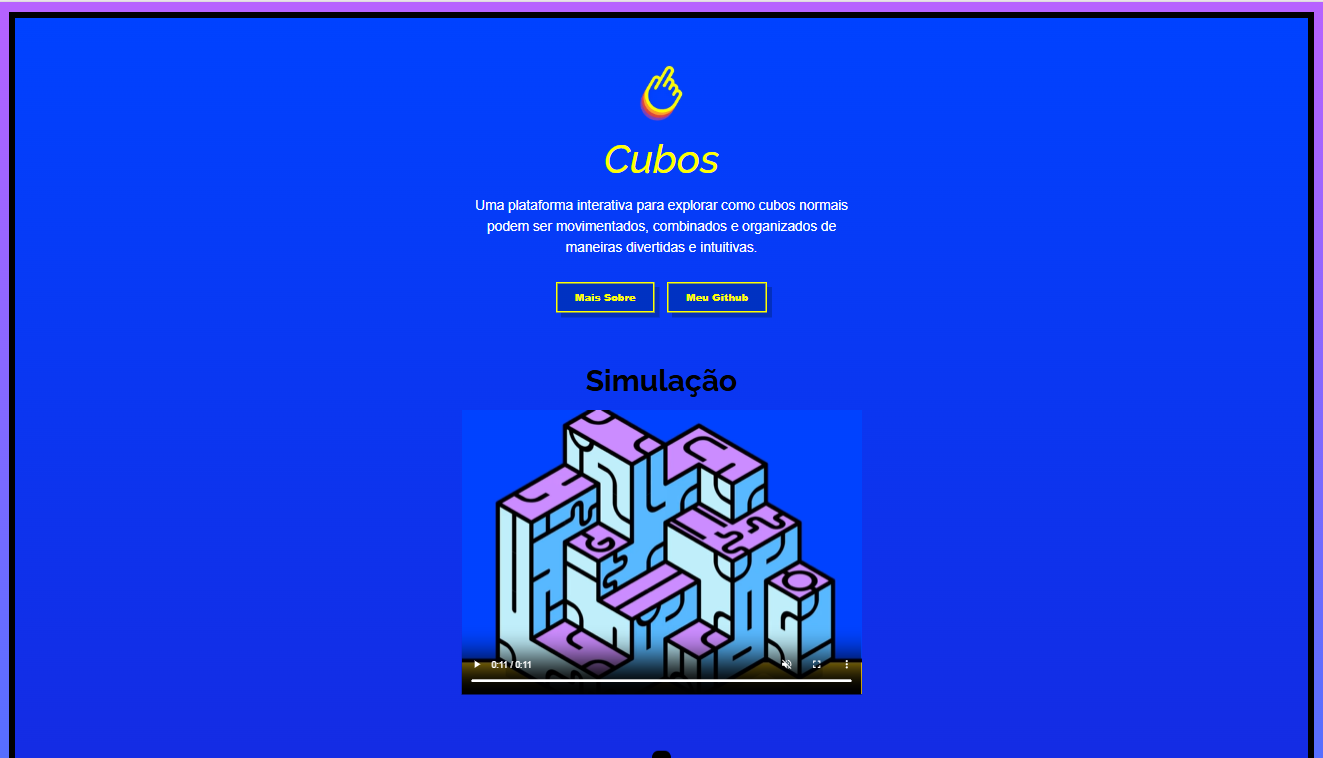 Cubos
Uma plataforma interativa para explorar como cubos normais
podem ser movimentados, combinados e organizados de
maneiras divertidas e intuitivas.
Mais Sobre
Meu Github
Simulação
0:11 / 0:11